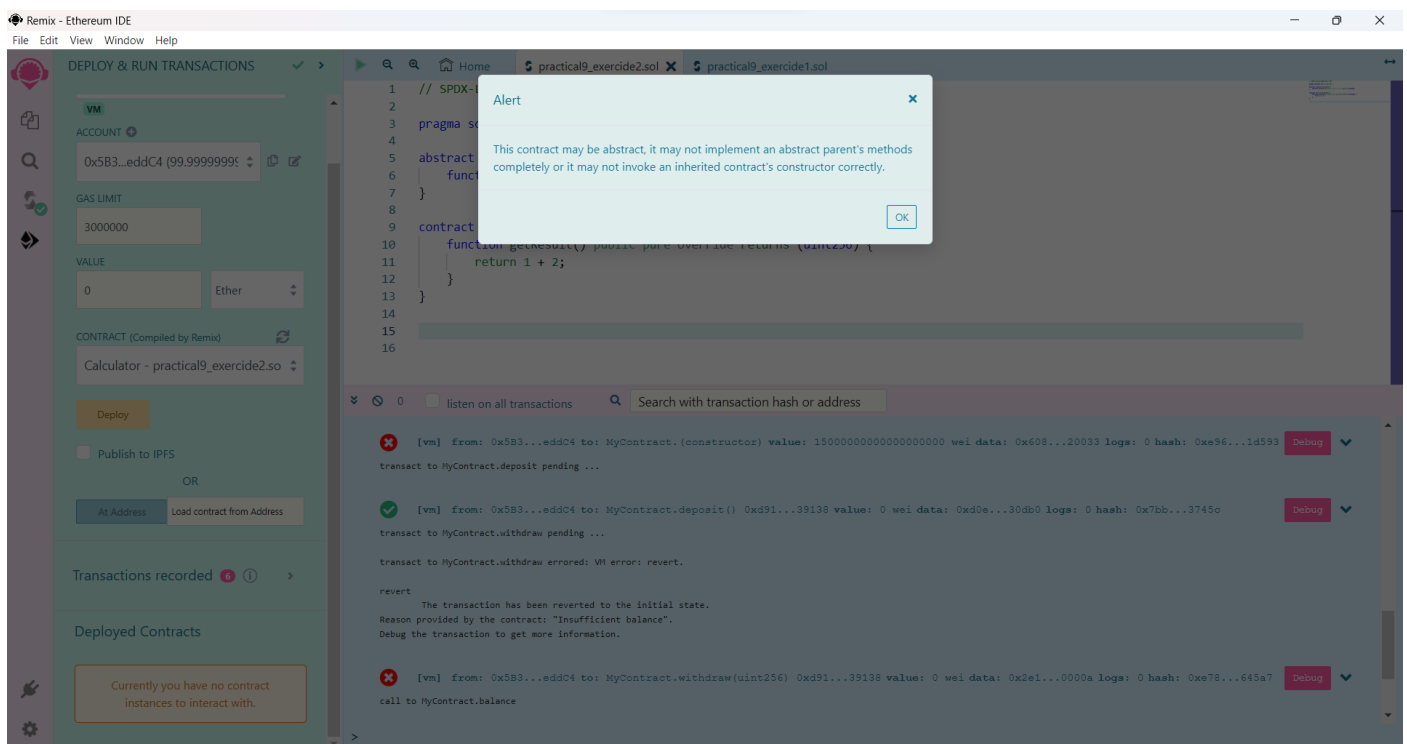 Remix - Ethereum IDE
File Edit View Window Help
DEPLOY & RUN TRANSACTIONS
VM
ACCOUNT
0x5B3...eddC4 (99.99999999
GAS LIMIT
3000000
VALUE
0
Ether
CONTRACT (Compiled by Remix)
Calculator - practical9_exercide2.so
Deploy
Publish to IPFS
OR
At Address
Load contract from Address
Transactions recorded 6 i
Deployed Contracts
Currently you have no contract
instances to interact with.
Home
practical9_exercide2.sol
practical9_exercide1.sol
1 // SPDX-L
2
3 pragma so
4
5 abstract
6 funct
7 }
8
9 contract
10 function getResult() public pure override returns (uint256) {
11 return 1 + 2;
12 }
13 }
14
15
16
Alert
This contract may be abstract, it may not implement an abstract parent's methods
completely or it may not invoke an inherited contract's constructor correctly.
OK
0
listen on all transactions
Search with transaction hash or address
[vm] from: 0x5B3...eddC4 to: MyContract.(constructor) value: 15000000000000000000 wei data: 0x608...20033 logs: 0 hash: 0xe96...1d593
Debug
transact to MyContract.deposit pending ...
[vm] from: 0x5B3...eddC4 to: MyContract.deposit() 0xd91...39138 value: 0 wei data: 0xd0e...30db0 logs: 0 hash: 0x7bb...3745c
Debug
transact to MyContract.withdraw pending ...
transact to MyContract.withdraw errored: VM error: revert.
revert
The transaction has been reverted to the initial state.
Reason provided by the contract: "Insufficient balance".
Debug the transaction to get more information.
[vm] from: 0x5B3...eddC4 to: MyContract.withdraw(uint256) 0xd91...39138 value: 0 wei data: 0x2e1...0000a logs: 0 hash: 0xe78...645a7
Debug
call to MyContract.balance
>